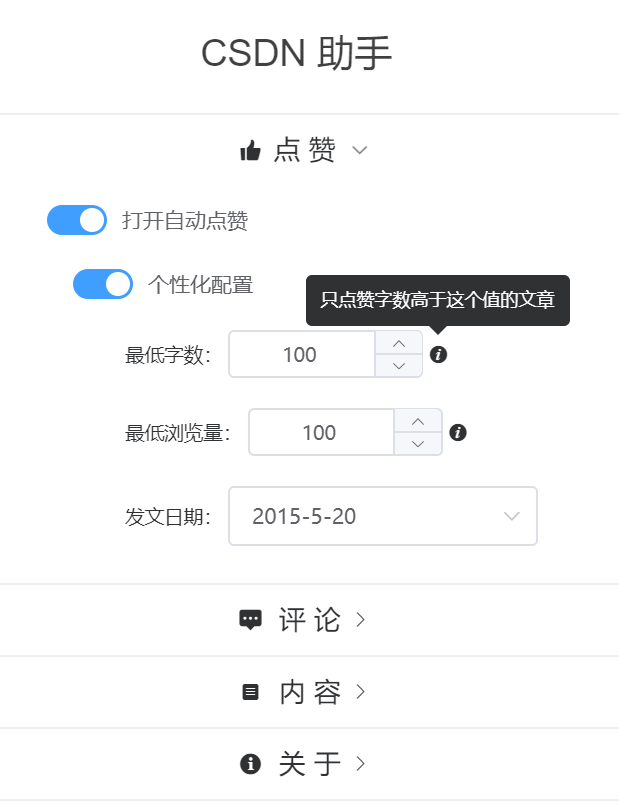 CSDN 助手
点 赞
打开自动点赞
个性化配置
只点赞字数高于这个值的文章
最低字数： 100
最低浏览量： 100
发文日期： 2015-5-20
评 论
内 容
关 于